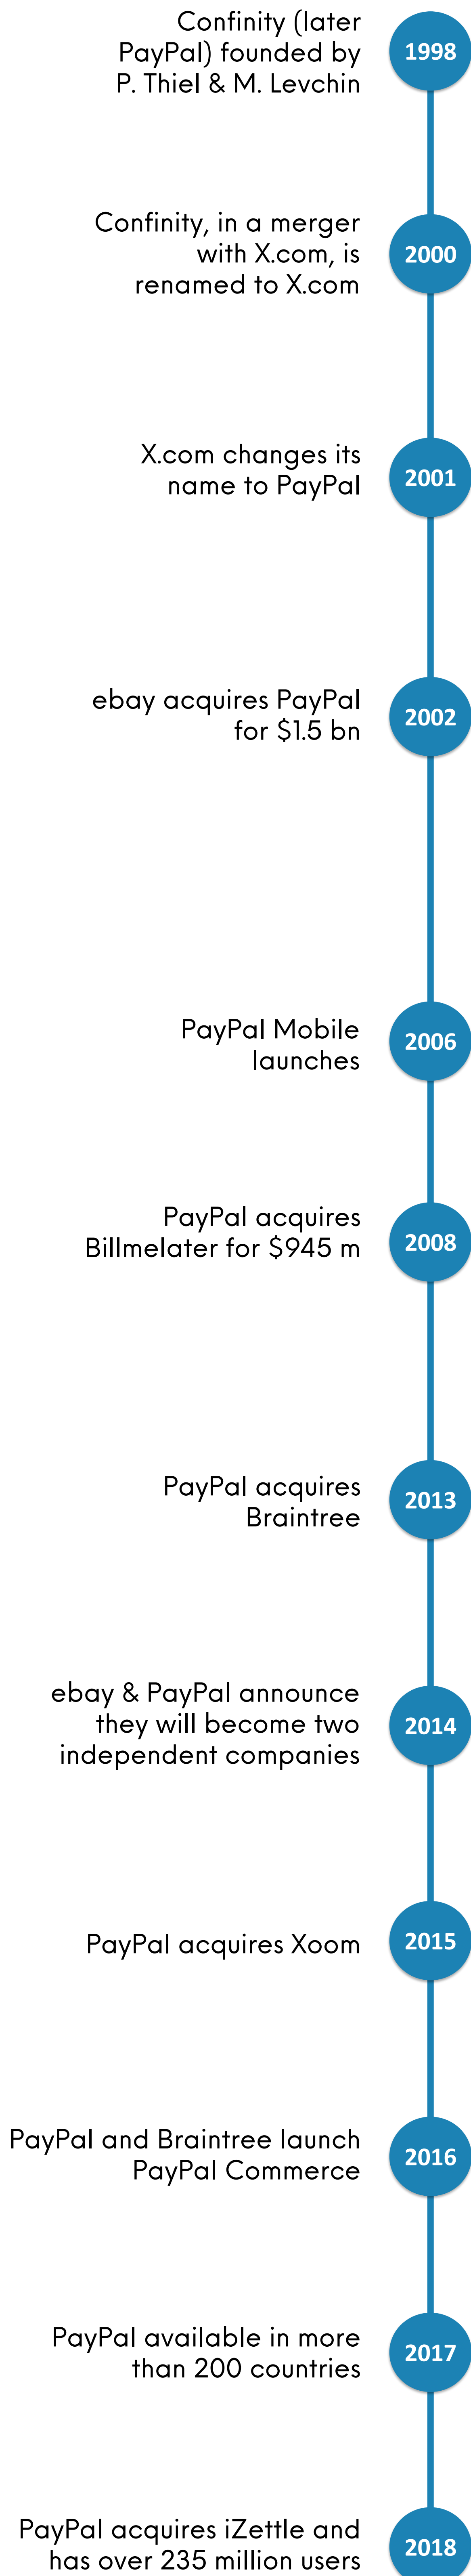 Confinity (later
PayPal) founded by
P. Thiel & M. Levchin
1998
Confinity, in a merger
with X.com, is
renamed to X.com
2000
X.com changes its
name to PayPal
2001
ebay acquires PayPal
for $1.5 bn
2002
PayPal Mobile
launches
2006
PayPal acquires
Billmelater for $945 m
2008
PayPal acquires
Braintree
2013
ebay & PayPal announce
they will become two
independent companies
2014
PayPal acquires Xoom
2015
PayPal and Braintree launch
PayPal Commerce
2016
PayPal available in more
than 200 countries
2017
PayPal acquires iZettle and
has over 235 million users
2018